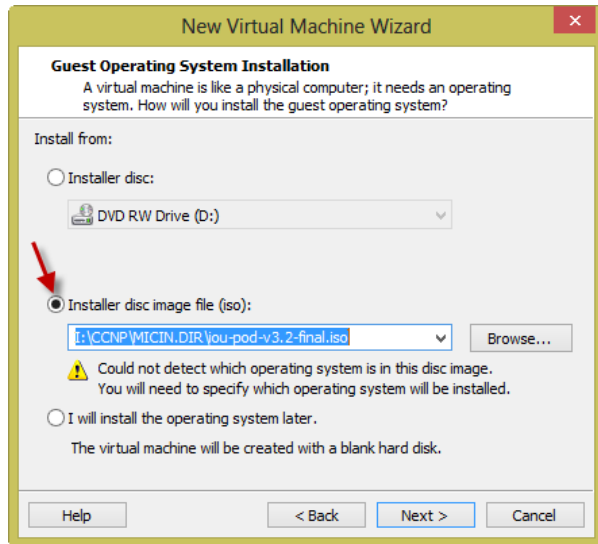 New Virtual Machine Wizard
Guest Operating System Installation
A virtual machine is like a physical computer; it needs an operating
system. How will you install the guest operating system?
Install from:
Installer disc:
DVD RW Drive (D:)
Installer disc image file (iso):
I:\CCNP\MICIN.DIR\iou-pod-v3.2-final.iso
Browse...
Could not detect which operating system is in this disc image.
You will need to specify which operating system will be installed.
I will install the operating system later.
The virtual machine will be created with a blank hard disk.
Help
< Back
Next >
Cancel